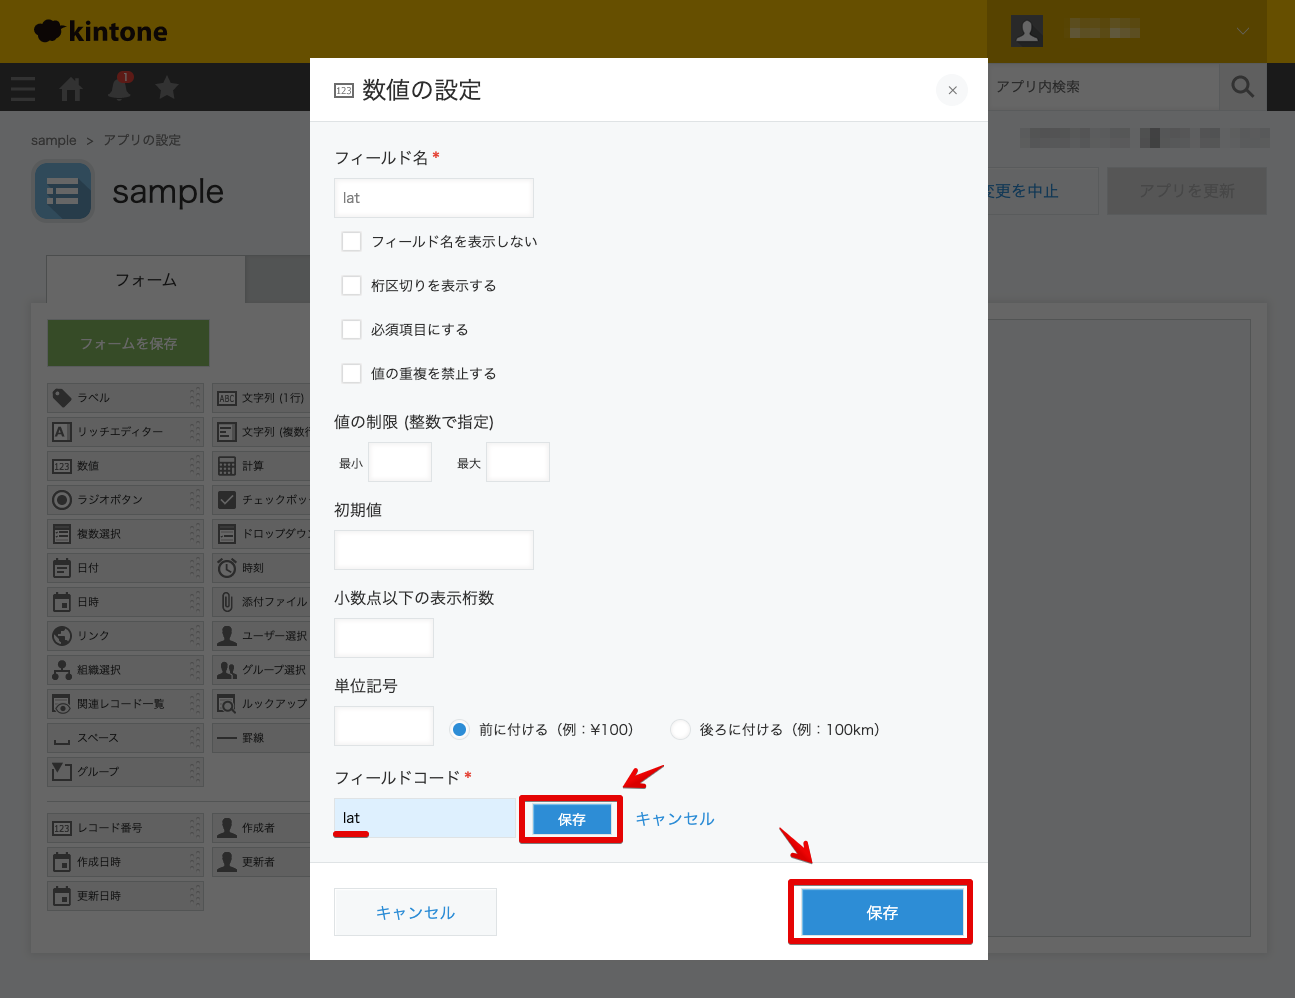 kintone
1
アプリ内検索
sample > アプリの設定
sample
変更を中止
アプリを更新
フォーム
フォームを保存
ラベル
文字列 (1行)
リッチエディター
文字列 (複数行
数値
計算
ラジオボタン
チェックボッ
複数選択
ドロップダウ
日付
時刻
日時
添付ファイル
リンク
ユーザー選択
組織選択
グループ選択
関連レコード一覧
ルックアップ
スペース
罫線
グループ
レコード番号
作成者
作成日時
更新者
更新日時
123 数値の設定
×
フィールド名 *
lat
フィールド名を表示しない
桁区切りを表示する
必須項目にする
値の重複を禁止する
値の制限 (整数で指定)
最小 最大
初期値
小数点以下の表示桁数
単位記号
前に付ける（例：¥100） 後ろに付ける（例：100km）
フィールドコード *
lat 保存 キャンセル
キャンセル 保存